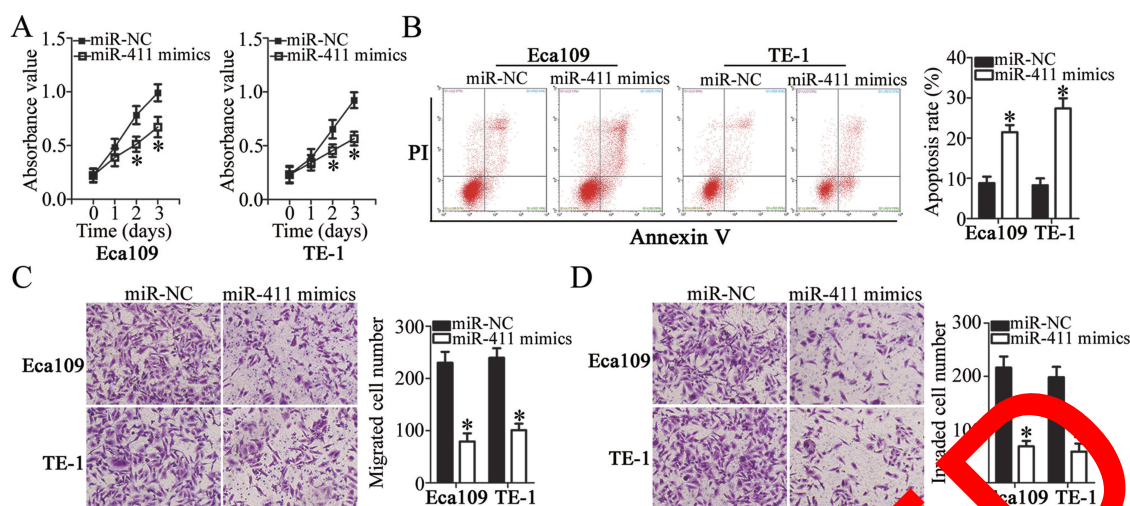 A
B
Absorbance value
1.5
1.0
0.5
0.0
miR-NC
miR-411 mimics
*
*
0 1 2 3
Time (days)
Eca109
Absorbance value
1.5
1.0
0.5
0.0
miR-NC
miR-411 mimics
*
*
0 1 2 3
Time (days)
TE-1
Eca109 TE-1
miR-NC miR-411 mimics miR-NC miR-411 mimics
PI
Annexin V
Apoptosis rate (%)
40
30
20
10
0
miR-NC
miR-411 mimics
*
*
Eca109 TE-1
C
miR-NC miR-411 mimics
Eca109
TE-1
Migrated cell number
300
200
100
0
miR-NC
miR-411 mimics
*
*
Eca109 TE-1
D
miR-NC miR-411 mimics
Eca109
TE-1
cell number
300
200
0
miR-NC
miR-411 mimics
*
TE-1